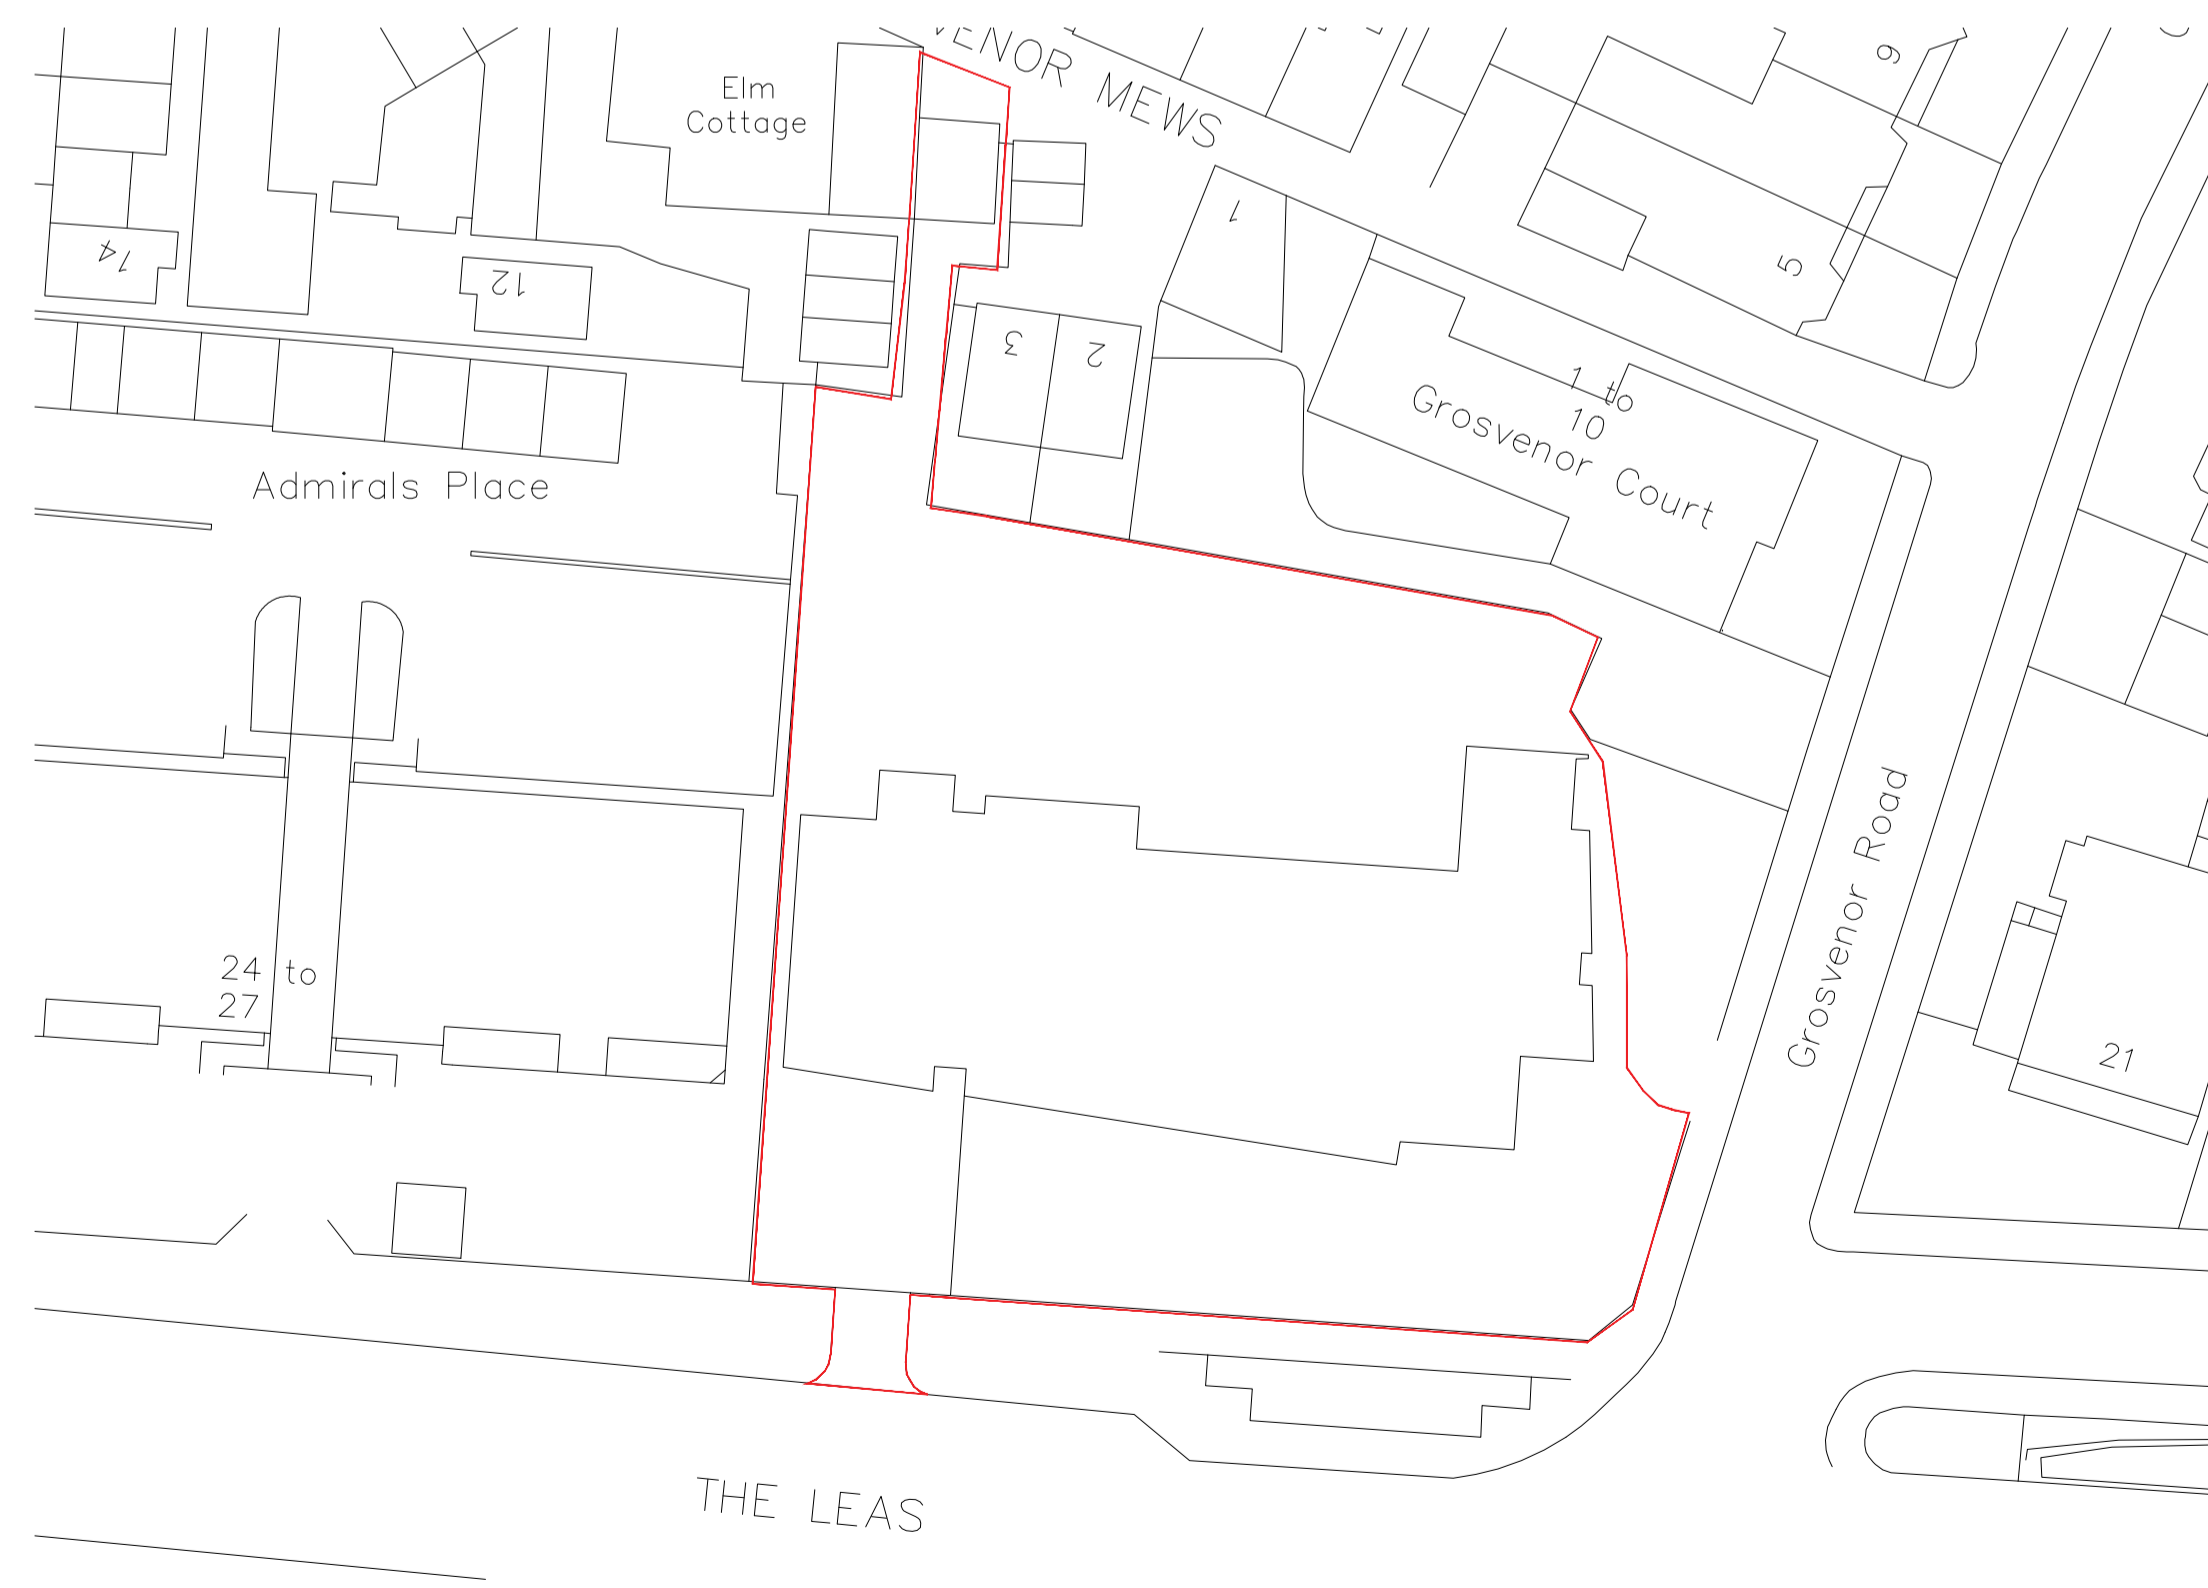 VENOR MEWS
6
Elm
Cottage
1
14
12
5
3
2
1 to
10
Grosvenor Court
Admirals Place
Grosvenor Road
24 to
27
21
THE LEAS